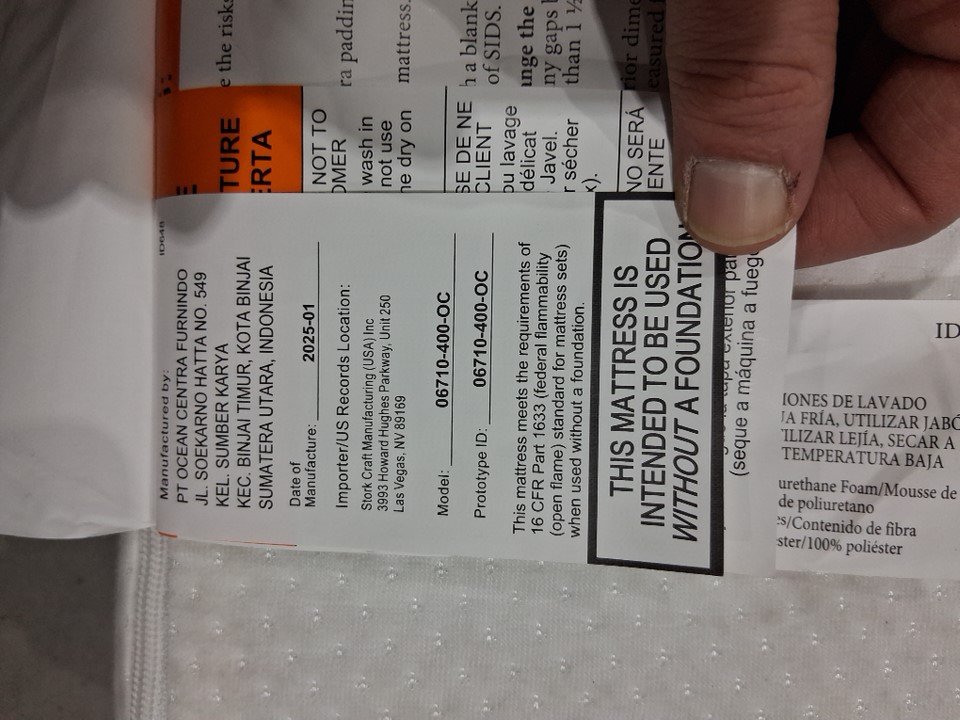 Manufactured by:
ID648
PT OCEAN CENTRA FURNINDO
JL. SOEKARNO HATTA NO. 549
KEL. SUMBER KARYA
KEC. BINJAI TIMUR, KOTA BINJAI
SUMATERA UTARA, INDONESIA
Date of
Manufacture: 2025-01
Importer/US Records Location:
Stork Craft Manufacturing (USA) Inc
3993 Howard Hughes Parkway, Unit 250
Las Vegas, NV 89169
Model: 06710-400-OC
Prototype ID: 06710-400-OC
This mattress meets the requirements of
16 CFR Part 1633 (federal flammability
(open flame) standard for mattress sets)
when used without a foundation.
THIS MATTRESS IS
INTENDED TO BE USED
WITHOUT A FOUNDATION
(seque a máquina a fuego
TURE
ERTA
NOT TO
OMER
wash in
not use
dry on
SE DE NE
CLIENT
ou lavage
délicat
Javel.
sécher
NO SERÁ
ENTE
e the risks
ra paddin
mattress.
h a blank
of SIDS.
ange the
ny gaps b
than 1 ½
rior dime
easured f
ID
IONES DE LAVADO
UA FRÍA, UTILIZAR JABÓ
TILIZAR LEJÍA, SECAR A
TEMPERATURA BAJA
urethane Foam/Mousse de
de poliuretano
es/Contenido de fibra
ster/100% poliéster